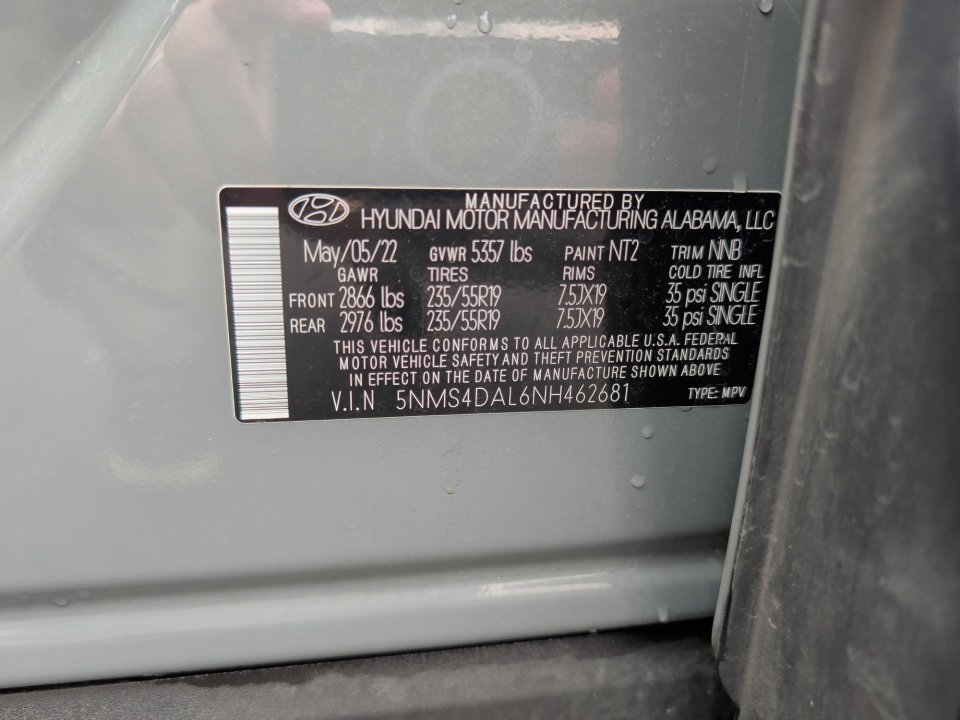 MANUFACTURED BY
HYUNDAI MOTOR MANUFACTURING ALABAMA, LLC
May/05/22 GVWR 5357 lbs PAINT NT2 TRIM NNB
GAWR TIRES RIMS COLD TIRE INFL
FRONT 2866 lbs 235/55R19 7.5JX19 35 psi SINGLE
REAR 2976 lbs 235/55R19 7.5JX19 35 psi SINGLE
THIS VEHICLE CONFORMS TO ALL APPLICABLE U.S.A. FEDERAL
MOTOR VEHICLE SAFETY AND THEFT PREVENTION STANDARDS
IN EFFECT ON THE DATE OF MANUFACTURE SHOWN ABOVE
V.I.N 5NMS4DAL6NH462681 TYPE: MPV